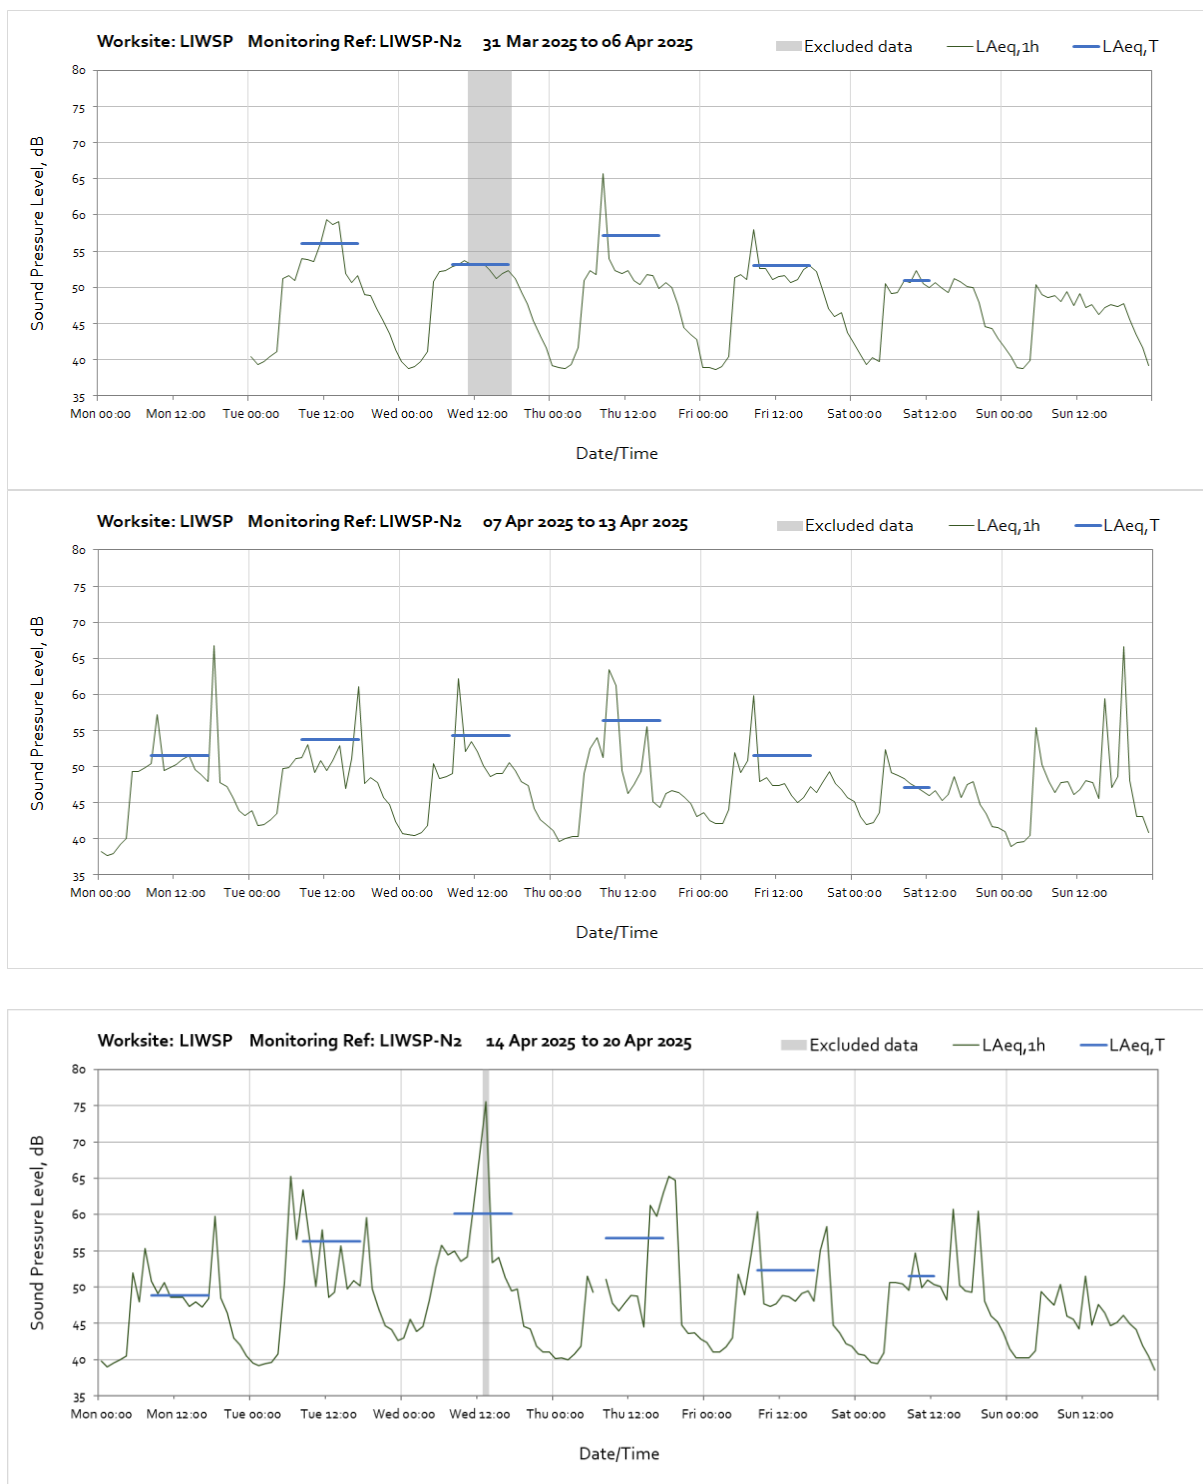 Worksite: LIWSP Monitoring Ref: LIWSP-N2 31 Mar 2025 to 06 Apr 2025
Excluded data LAeq,1h LAeq,T
80
75
70
65
60
55
50
45
40
35
Sound Pressure Level, dB
Mon 00:00 Mon 12:00 Tue 00:00 Tue 12:00 Wed 00:00 Wed 12:00 Thu 00:00 Thu 12:00 Fri 00:00 Fri 12:00 Sat 00:00 Sat 12:00 Sun 00:00 Sun 12:00
Date/Time
Worksite: LIWSP Monitoring Ref: LIWSP-N2 07 Apr 2025 to 13 Apr 2025
Excluded data LAeq,1h LAeq,T
80
75
70
65
60
55
50
45
40
35
Sound Pressure Level, dB
Mon 00:00 Mon 12:00 Tue 00:00 Tue 12:00 Wed 00:00 Wed 12:00 Thu 00:00 Thu 12:00 Fri 00:00 Fri 12:00 Sat 00:00 Sat 12:00 Sun 00:00 Sun 12:00
Date/Time
Worksite: LIWSP Monitoring Ref: LIWSP-N2 14 Apr 2025 to 20 Apr 2025
Excluded data LAeq,1h LAeq,T
80
75
70
65
60
55
50
45
40
35
Sound Pressure Level, dB
Mon 00:00 Mon 12:00 Tue 00:00 Tue 12:00 Wed 00:00 Wed 12:00 Thu 00:00 Thu 12:00 Fri 00:00 Fri 12:00 Sat 00:00 Sat 12:00 Sun 00:00 Sun 12:00
Date/Time